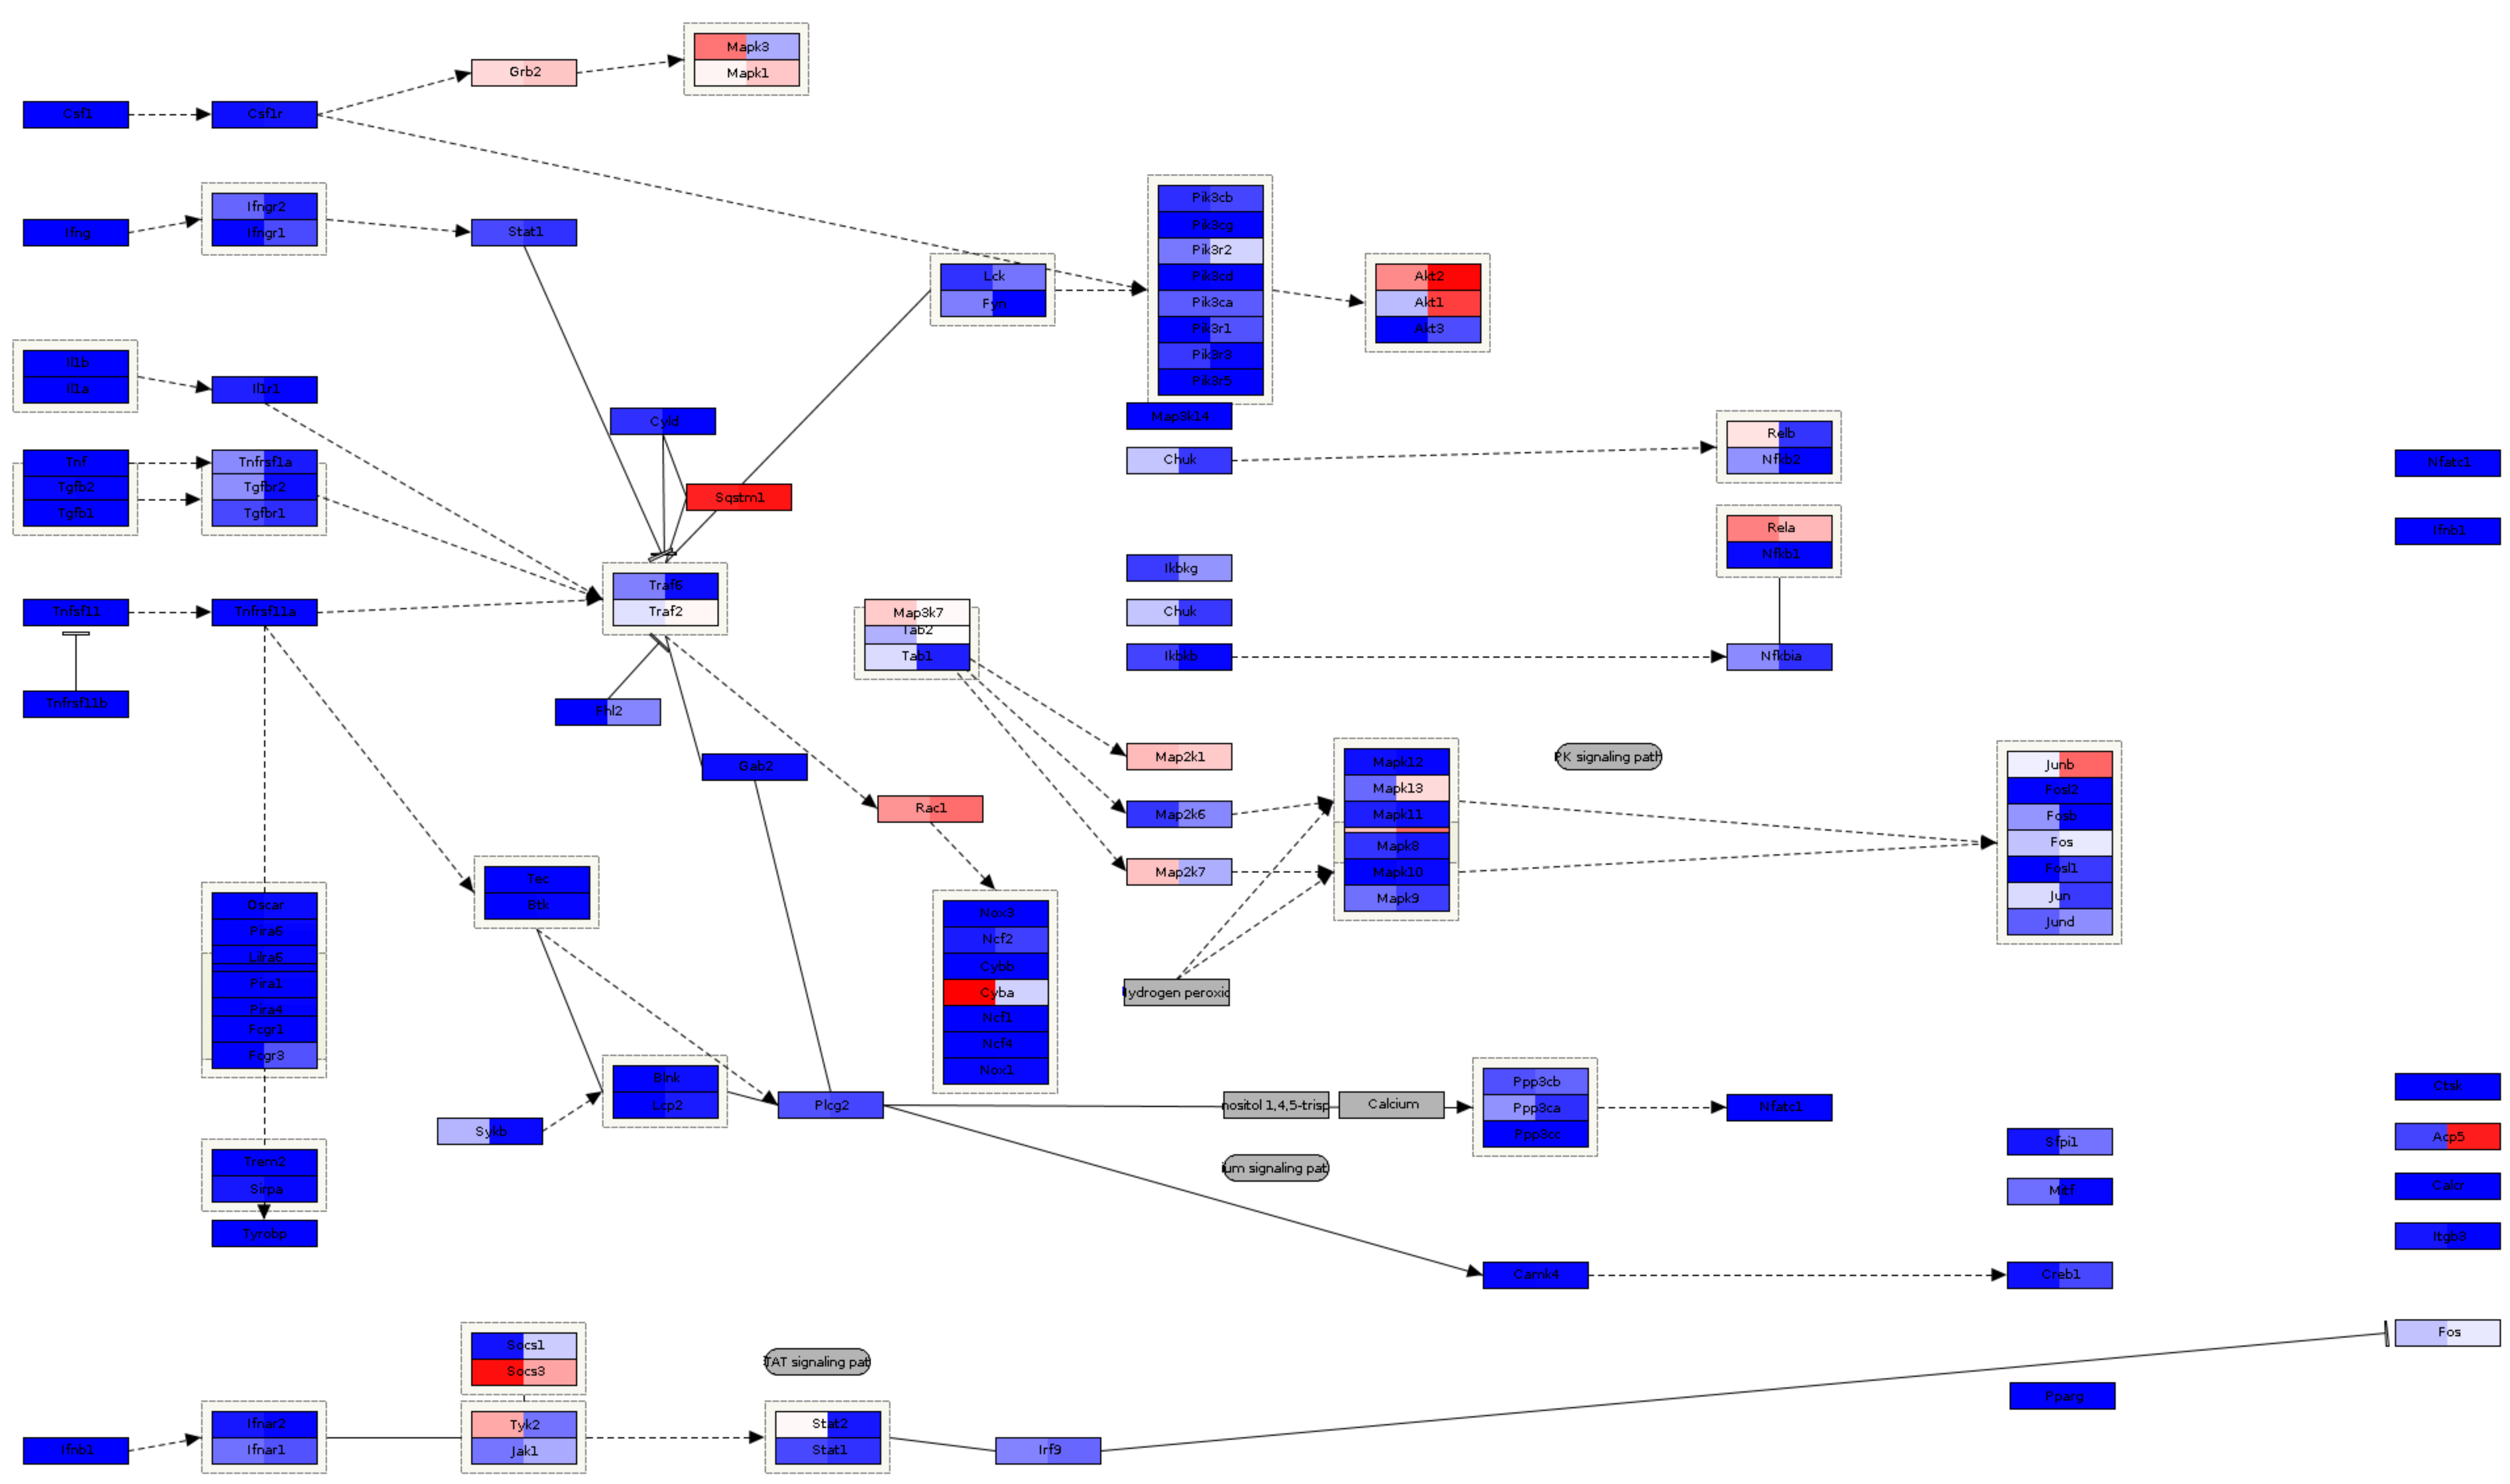 Mapk3
Grb2
Mapk1
Csf1
Csf1r
Ifngr2
Ifng
Ifngr1
Stat1
Pik3cb
Pik3cg
Pik3r2
Pik3cd
Pik3ca
Pik3r1
Pik3r3
Pik3r5
Lck
Fyn
Akt2
Akt1
Akt3
Il1b
Il1a
Il1r1
Cyld
Map3k14
Chuk
Relb
Nfkb2
Tnf
Tgfb2
Tgfb1
Tnfrsf1a
Tgfbr2
Tgfbr1
Sqstm1
Nfatc1
Ifnb1
Rela
Nfkb1
Ikbkg
Chuk
Ikbkb
Nfkbia
Tnfsf11
Tnfrsf11a
Traf6
Traf2
Map3k7
Tab2
Tab1
Tnfrsf11b
Fhl2
Gab2
Rac1
Map2k1
Map2k6
Map2k7
Mapk12
Mapk13
Mapk11
Mapk8
Mapk10
Mapk9
PK signaling path
Junb
Fosl2
Fosb
Fos
Fosl1
Jun
Jund
Tec
Btk
Oscar
Pira6
Lilra6
Pira1
Pira4
Fcgr1
Fcgr3
Nox3
Ncf2
Cybb
Cyba
Ncf1
Ncf4
Nox1
ydrogen peroxid
Blnk
Lcp2
Sykb
Plcg2
nositol 1,4,5-trisp
Calcium
Ppp3cb
Ppp3ca
Ppp3cc
Nfatc1
Ctsk
Sfpi1
Acp5
ium signaling pat
Trem2
Sirpa
Mitf
Calcr
Tyrobp
Itgb3
Camk4
Creb1
Socs1
Socs3
TAT signaling pat
Fos
Pparg
Ifnar2
Ifnar1
Ifnb1
Tyk2
Jak1
Stat2
Stat1
Irf9